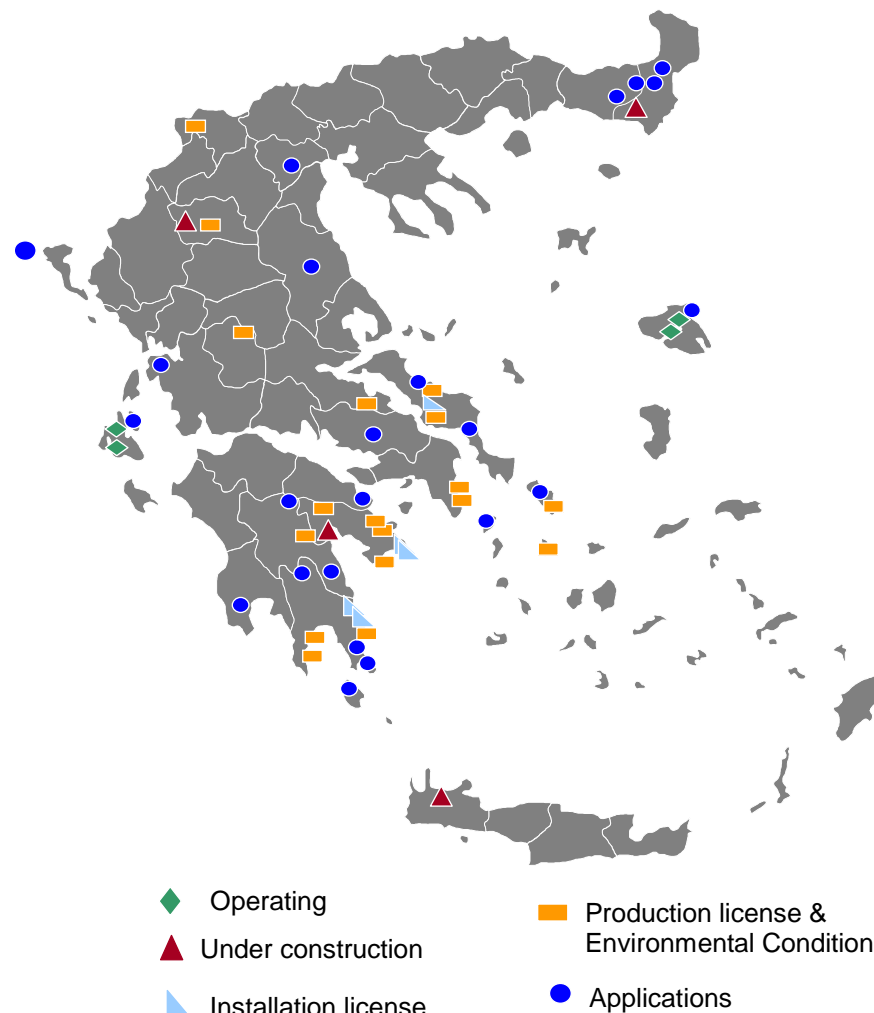 Operating
Under construction
Installation license
Production license &
Environmental Condition
Applications